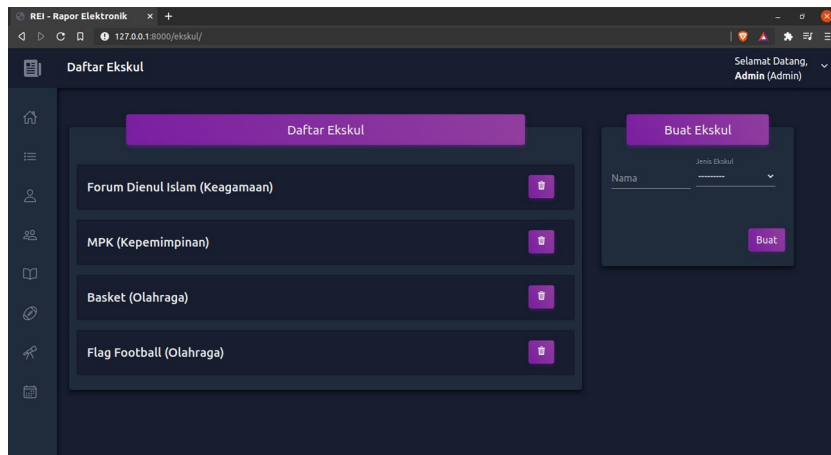 REI - Rapor Elektronik
127.0.0.1:8000/ekskul/
Daftar Ekskul
Selamat Datang,
Admin (Admin)
Daftar Ekskul
Forum Dienul Islam (Keagamaan)
MPK (Kepemimpinan)
Basket (Olahraga)
Flag Football (Olahraga)
Buat Ekskul
Jenis Ekskul
Nama
---------
Buat